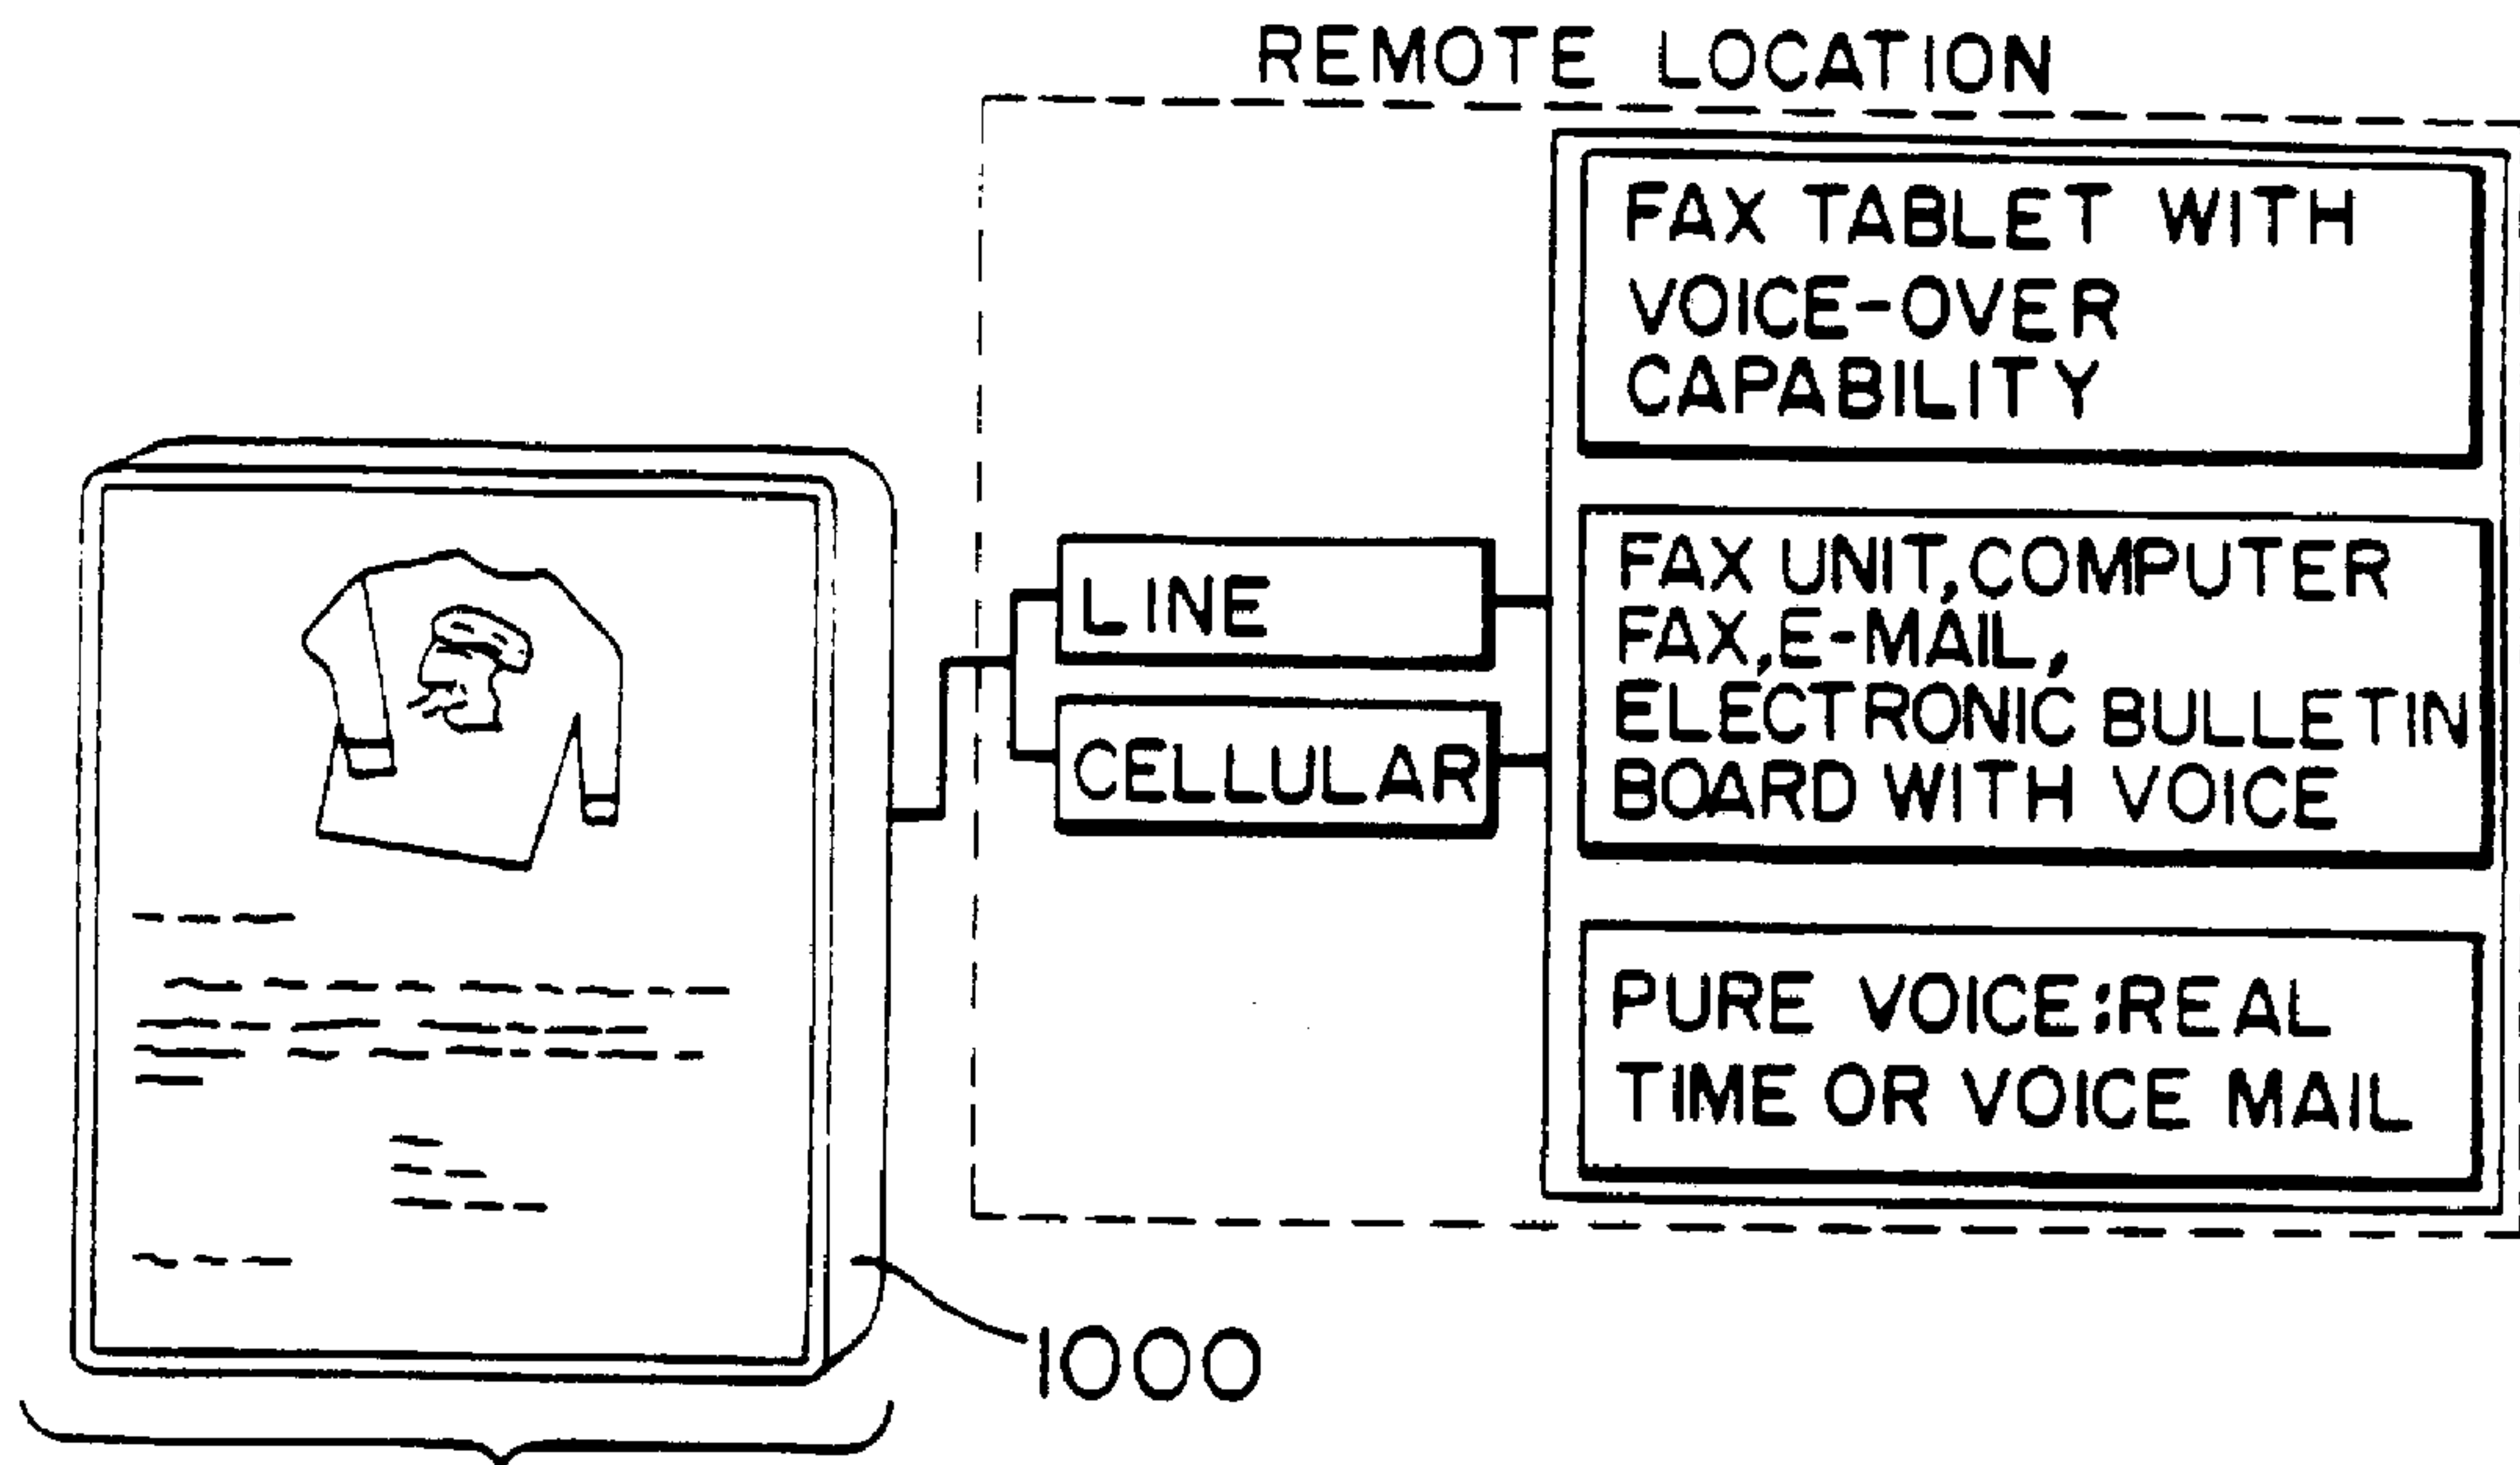 REMOTE LOCATION
FAX TABLET WITH
VOICE-OVER
CAPABILITY
LINE
CELLULAR
FAX UNIT,COMPUTER
FAX,E-MAIL,
ELECTRONIC BULLETIN
BOARD WITH VOICE
PURE VOICE:REAL
TIME OR VOICE MAIL
1000